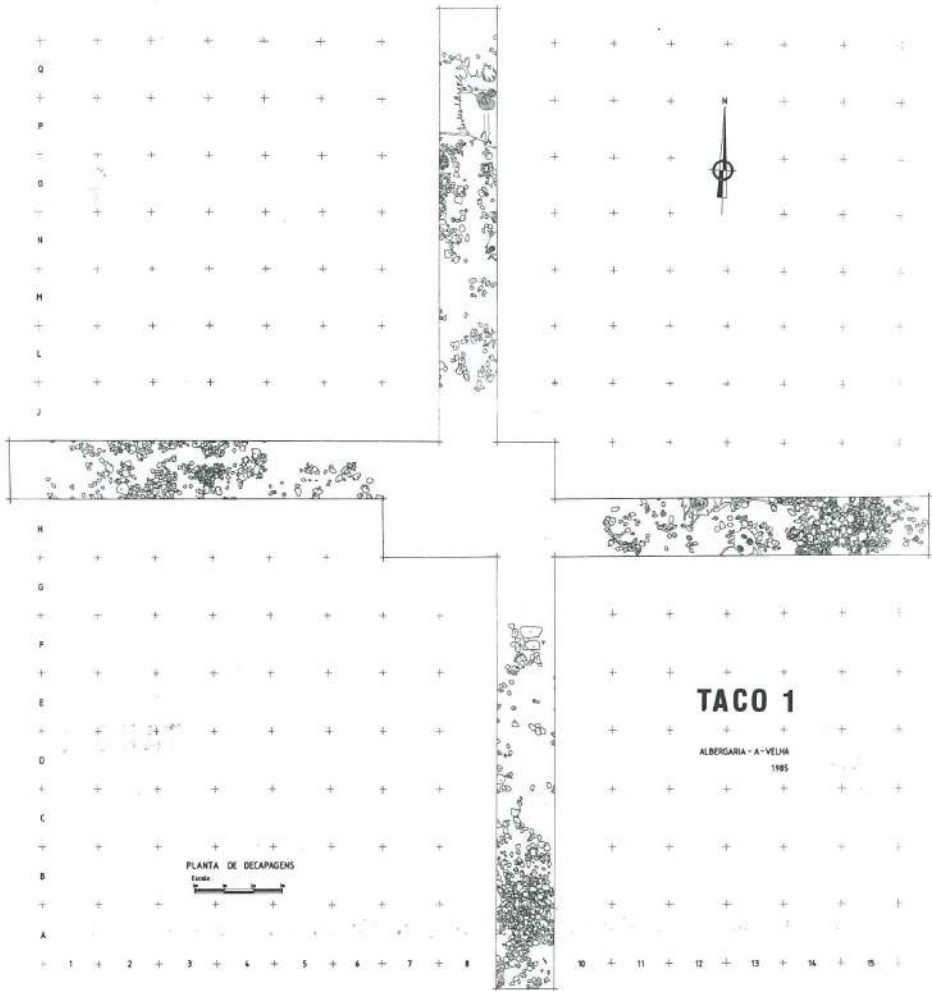 Q
P
O
N
M
L
J
H
G
F
E
D
C
B
A
N
TACO 1
ALBERGARIA - A - VELHA
1985
PLANTA DE DECAPAGENS
Escala:
1 2 3 4 5 6 7 8 10 11 12 13 14 15